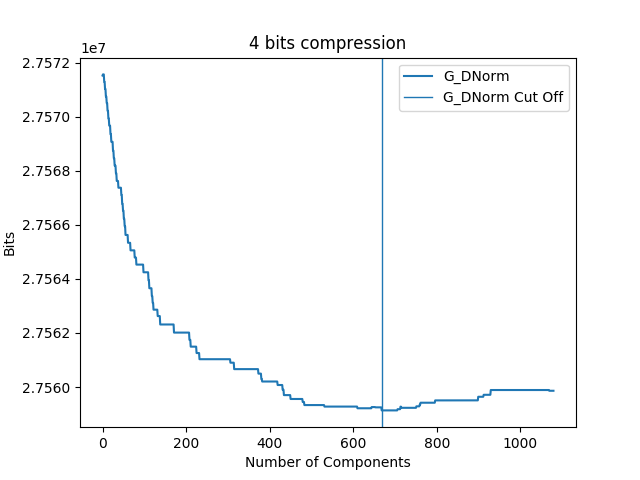 4 bits compression
1e7
2.7572
2.7570
2.7568
2.7566
2.7564
2.7562
2.7560
Bits
G_DNorm
G_DNorm Cut Off
0 200 400 600 800 1000
Number of Components